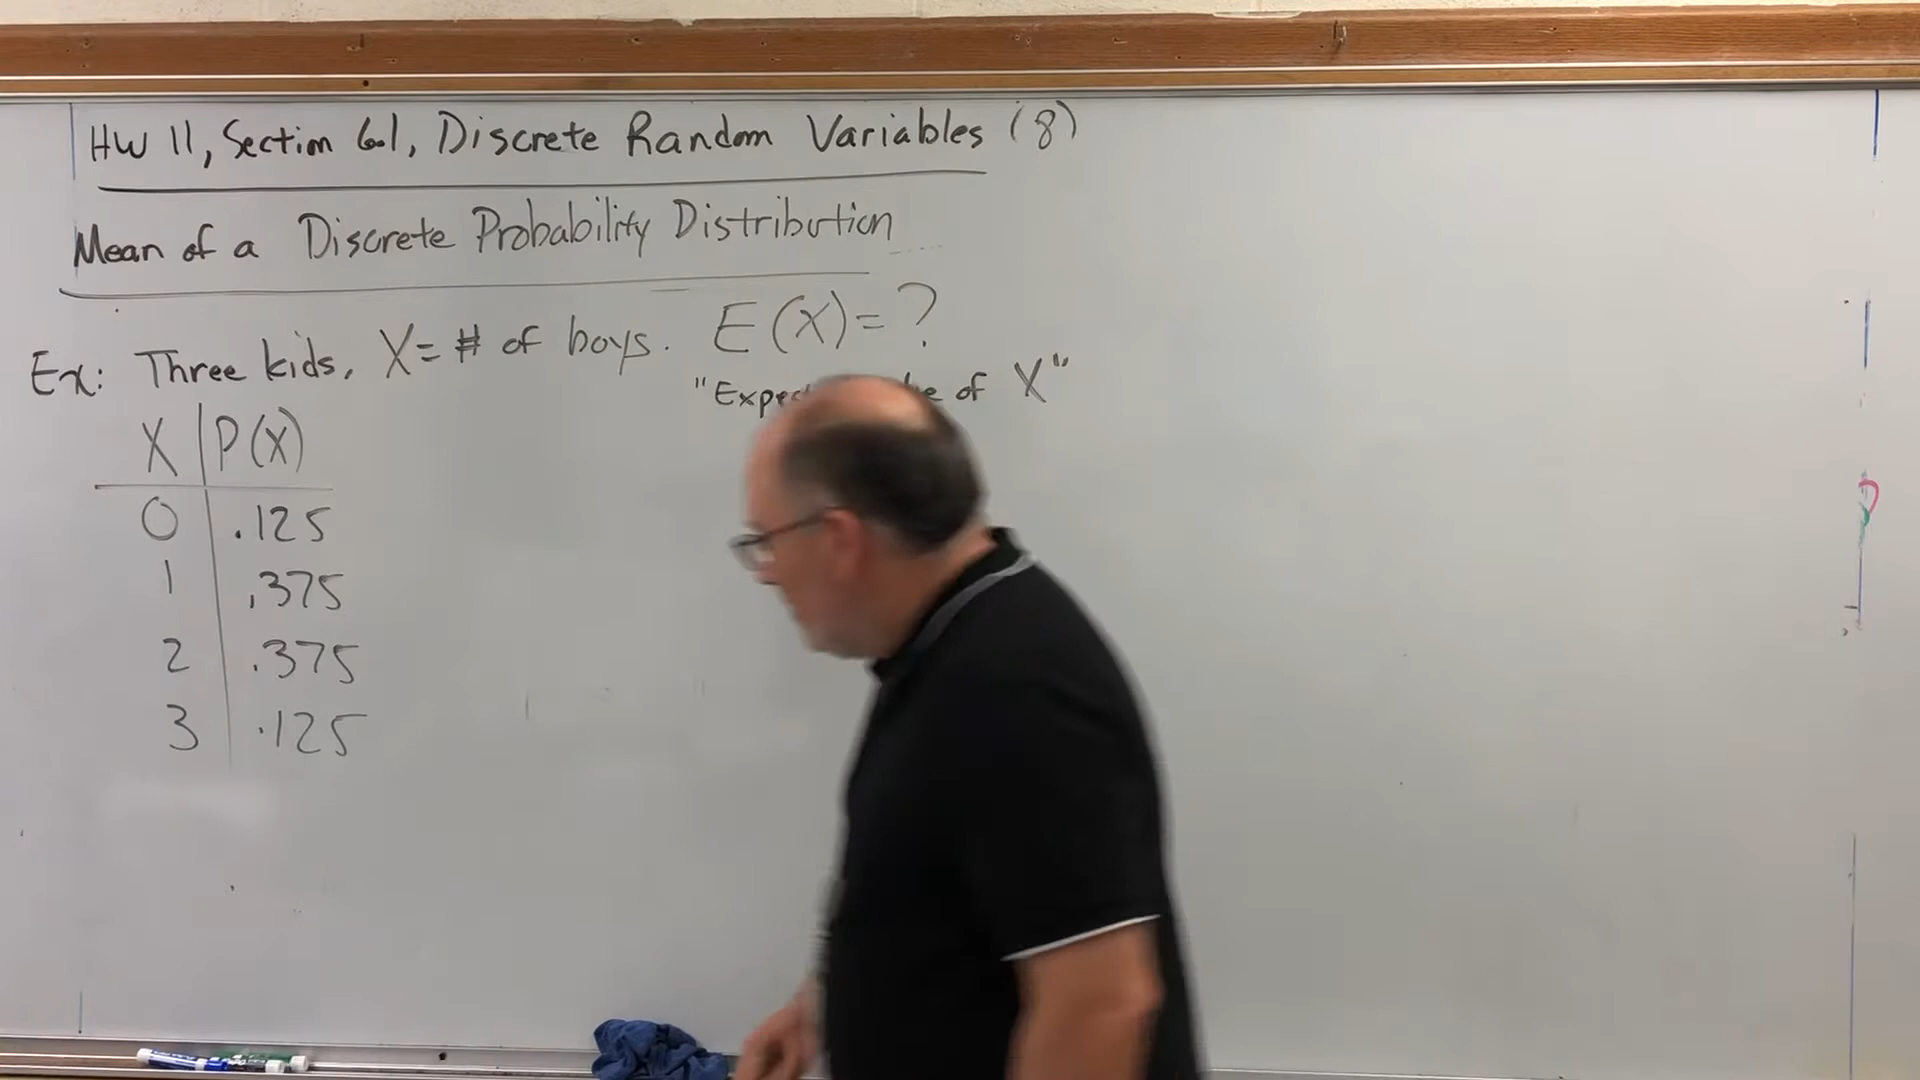 HW 11, Section 6.1, Discrete Random Variables (8)
Mean of a Discrete Probability Distribution
Ex: Three kids, X = # of boys. E(X) = ?
of X"
X P(X)
0 .125
1 .375
2 .375
3 .125